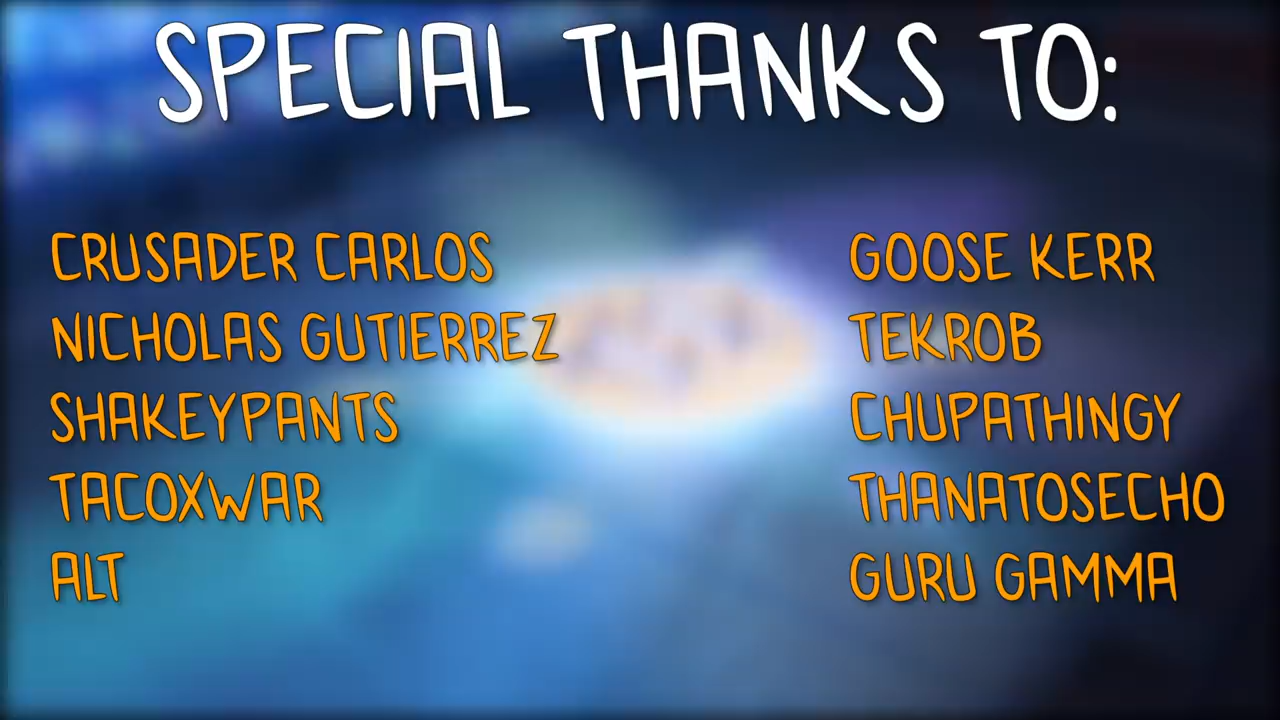 SPECIAL THANKS TO:
CRUSADER CARLOS
NICHOLAS GUTIERREZ
SHAKEYPANTS
TACOXWAR
ALT
GOOSE KERR
TEKROB
CHUPATHINGY
THANATOSECHO
GURU GAMMA